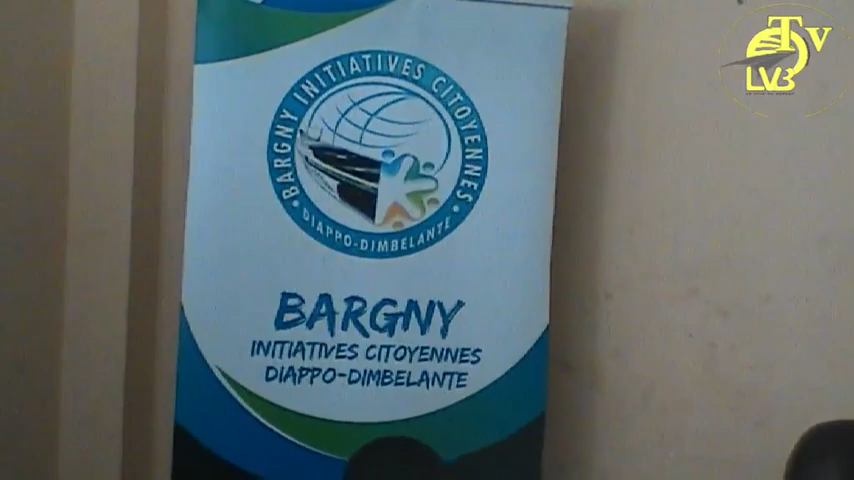 TV
LVB
BARGNY INITIATIVES CITOYENNES
DIAPPO-DIMBELANTE
BARGNY
INITIATIVES CITOYENNES
DIAPPO-DIMBELANTE